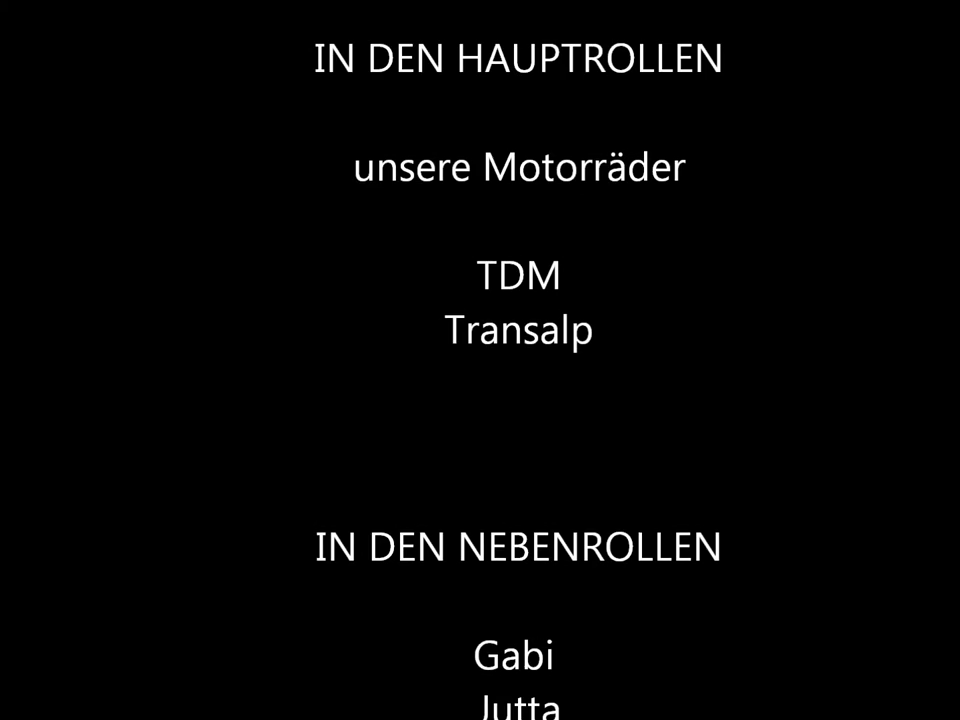 IN DEN HAUPTROLLEN
unsere Motorräder
TDM
Transalp
IN DEN NEBENROLLEN
Gabi
Jutta